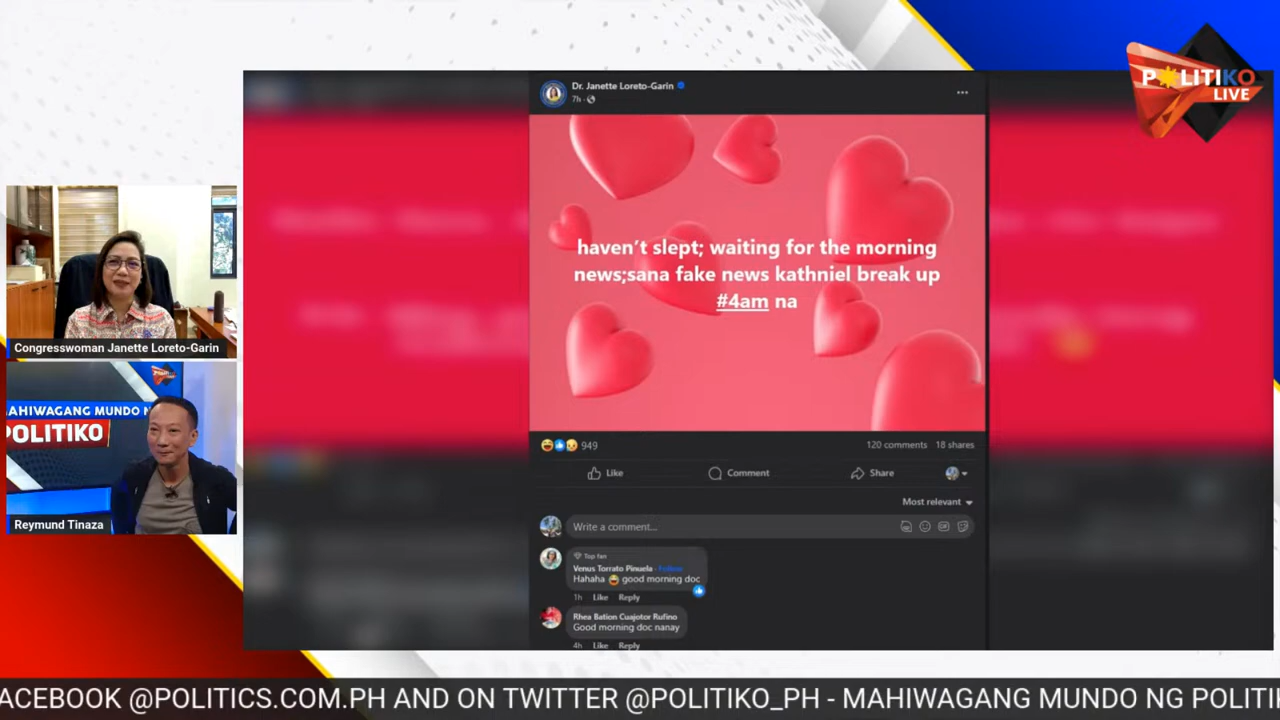 POLITIKO
LIVE
Dr. Janette Loreto-Garin
7h
haven't slept; waiting for the morning
news;sana fake news kathniel break up
#4am na
949
120 comments 18 shares
Like Comment Share
Most relevant
Write a comment...
Top fan
Venus Torrato Pinuela · Follow
Hahaha 😂 good morning doc
1h Like Reply
Rhea Bation Cuajotor Rufino
Good morning doc nanay
4h Like Reply
Congresswoman Janette Loreto-Garin
AHIWAGANG MUNDO N
POLITIKO
Reymund Tinaza
ACEBOOK @POLITICS.COM.PH AND ON TWITTER @POLITIKO_PH - MAHIWAGANG MUNDO NG POLITI